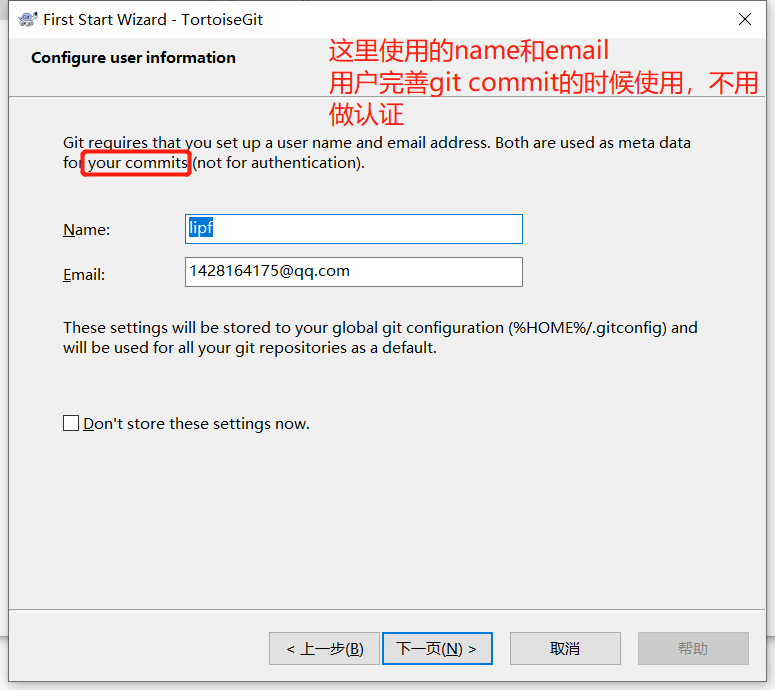 First Start Wizard - TortoiseGit
Configure user information
这里使用的name和email
用户完善git commit的时候使用，不用
做认证
Git requires that you set up a user name and email address. Both are used as meta data
for your commits (not for authentication).
Name:
lipf
Email:
1428164175@qq.com
These settings will be stored to your global git configuration (%HOME%/.gitconfig) and
will be used for all your git repositories as a default.
Don't store these settings now.
< 上一步(B) 下一页(N) > 取消 帮助